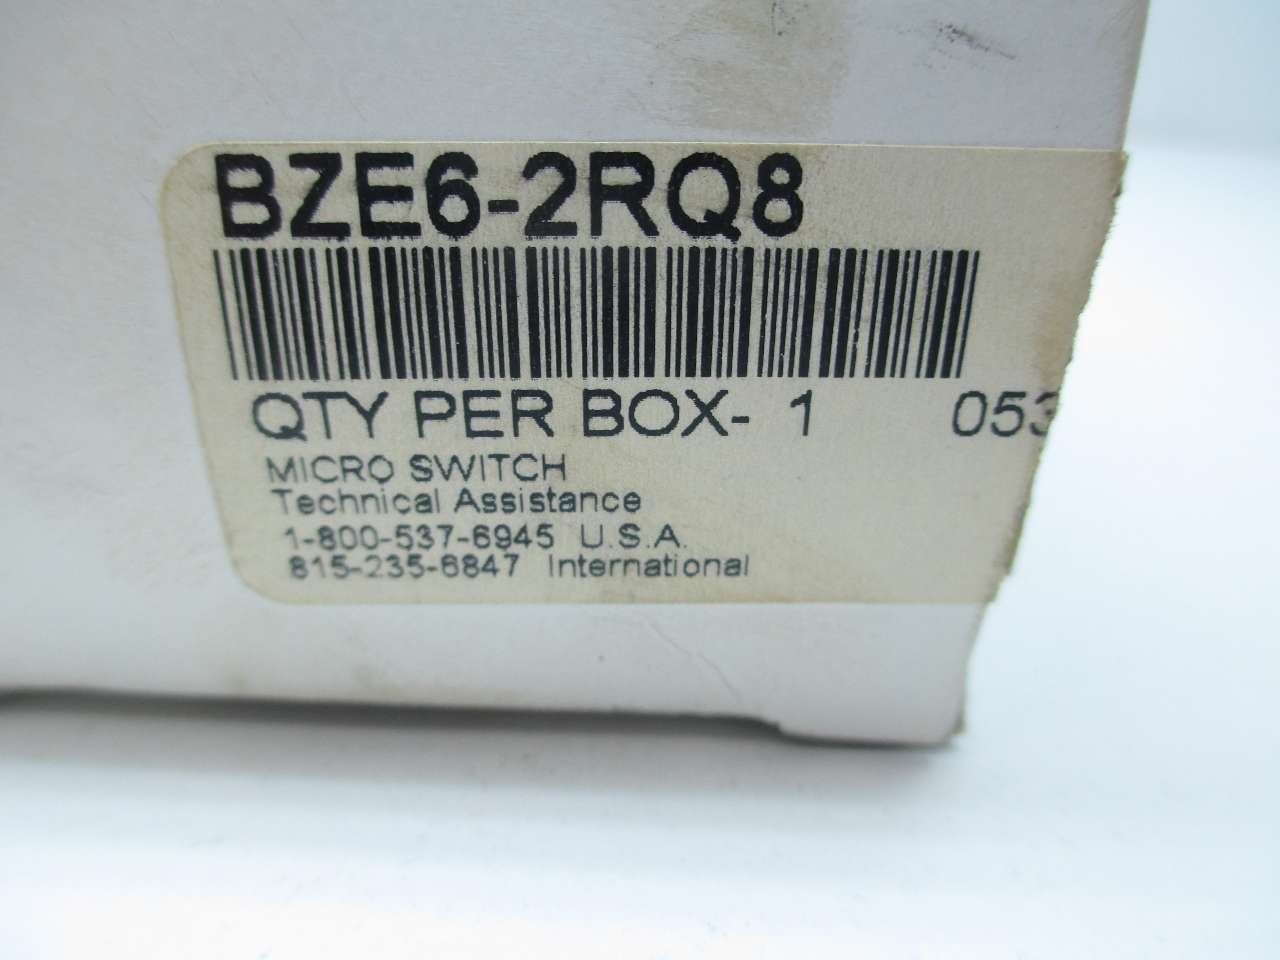 BZE6-2RQ8
QTY PER BOX- 1 053
MICRO SWITCH
Technical Assistance
1-800-537-6945 U.S.A.
815-235-6847 International